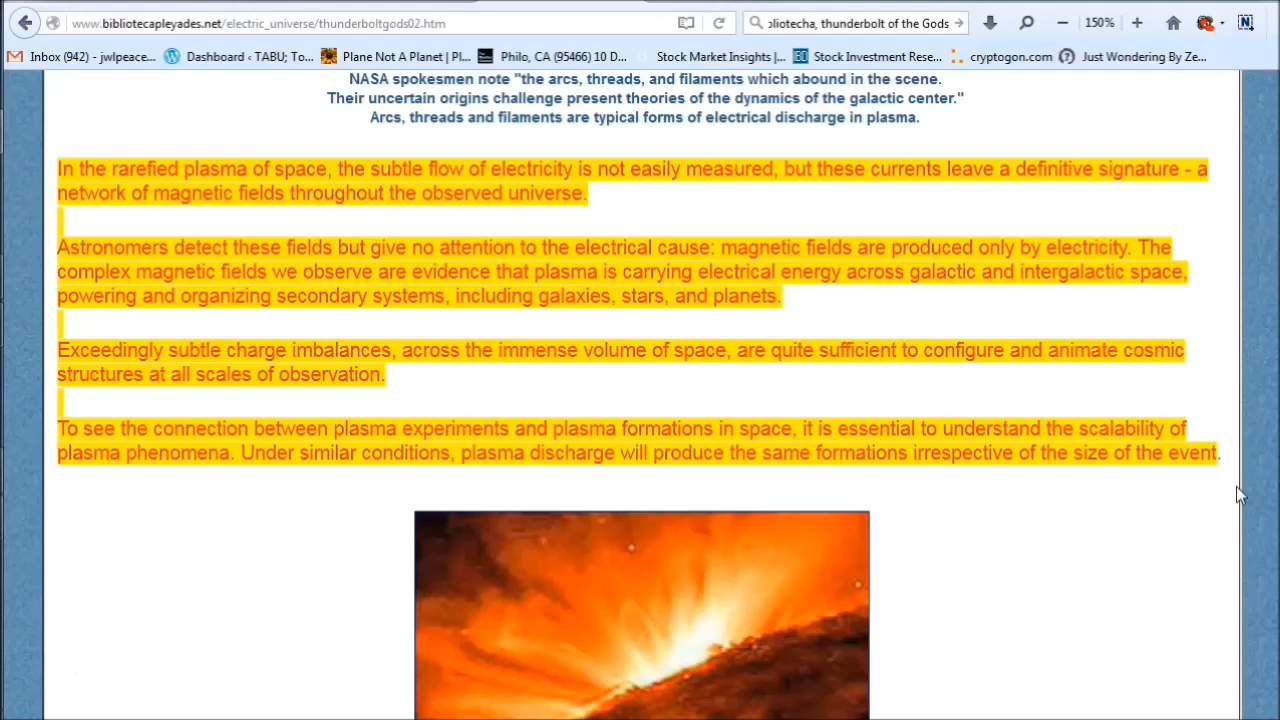 www.bibliotecapleyades.net/electric_universe/thunderboltgods02.htm
bliotecha, thunderbolt of the Gods
150%
Inbox (942) - jwlpeace... Dashboard ‹ TABU; To... Plane Not A Planet | Pl... Philo, CA (95466) 10 D... Stock Market Insights |... Stock Investment Rese... cryptogon.com Just Wondering By Ze...
NASA spokesmen note "the arcs, threads, and filaments which abound in the scene.
Their uncertain origins challenge present theories of the dynamics of the galactic center."
Arcs, threads and filaments are typical forms of electrical discharge in plasma.
In the rarefied plasma of space, the subtle flow of electricity is not easily measured, but these currents leave a definitive signature - a
network of magnetic fields throughout the observed universe.
Astronomers detect these fields but give no attention to the electrical cause: magnetic fields are produced only by electricity. The
complex magnetic fields we observe are evidence that plasma is carrying electrical energy across galactic and intergalactic space,
powering and organizing secondary systems, including galaxies, stars, and planets.
Exceedingly subtle charge imbalances, across the immense volume of space, are quite sufficient to configure and animate cosmic
structures at all scales of observation.
To see the connection between plasma experiments and plasma formations in space, it is essential to understand the scalability of
plasma phenomena. Under similar conditions, plasma discharge will produce the same formations irrespective of the size of the event.